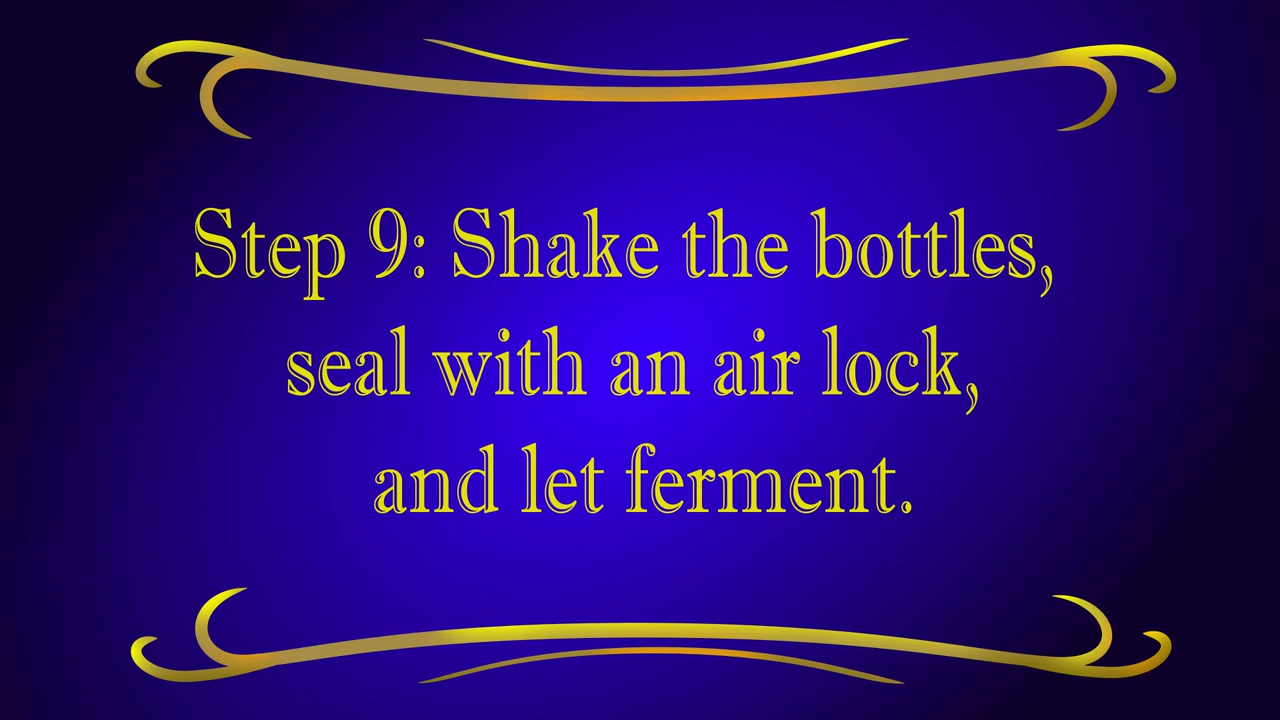 Step 9: Shake the bottles,
seal with an air lock,
and let ferment.